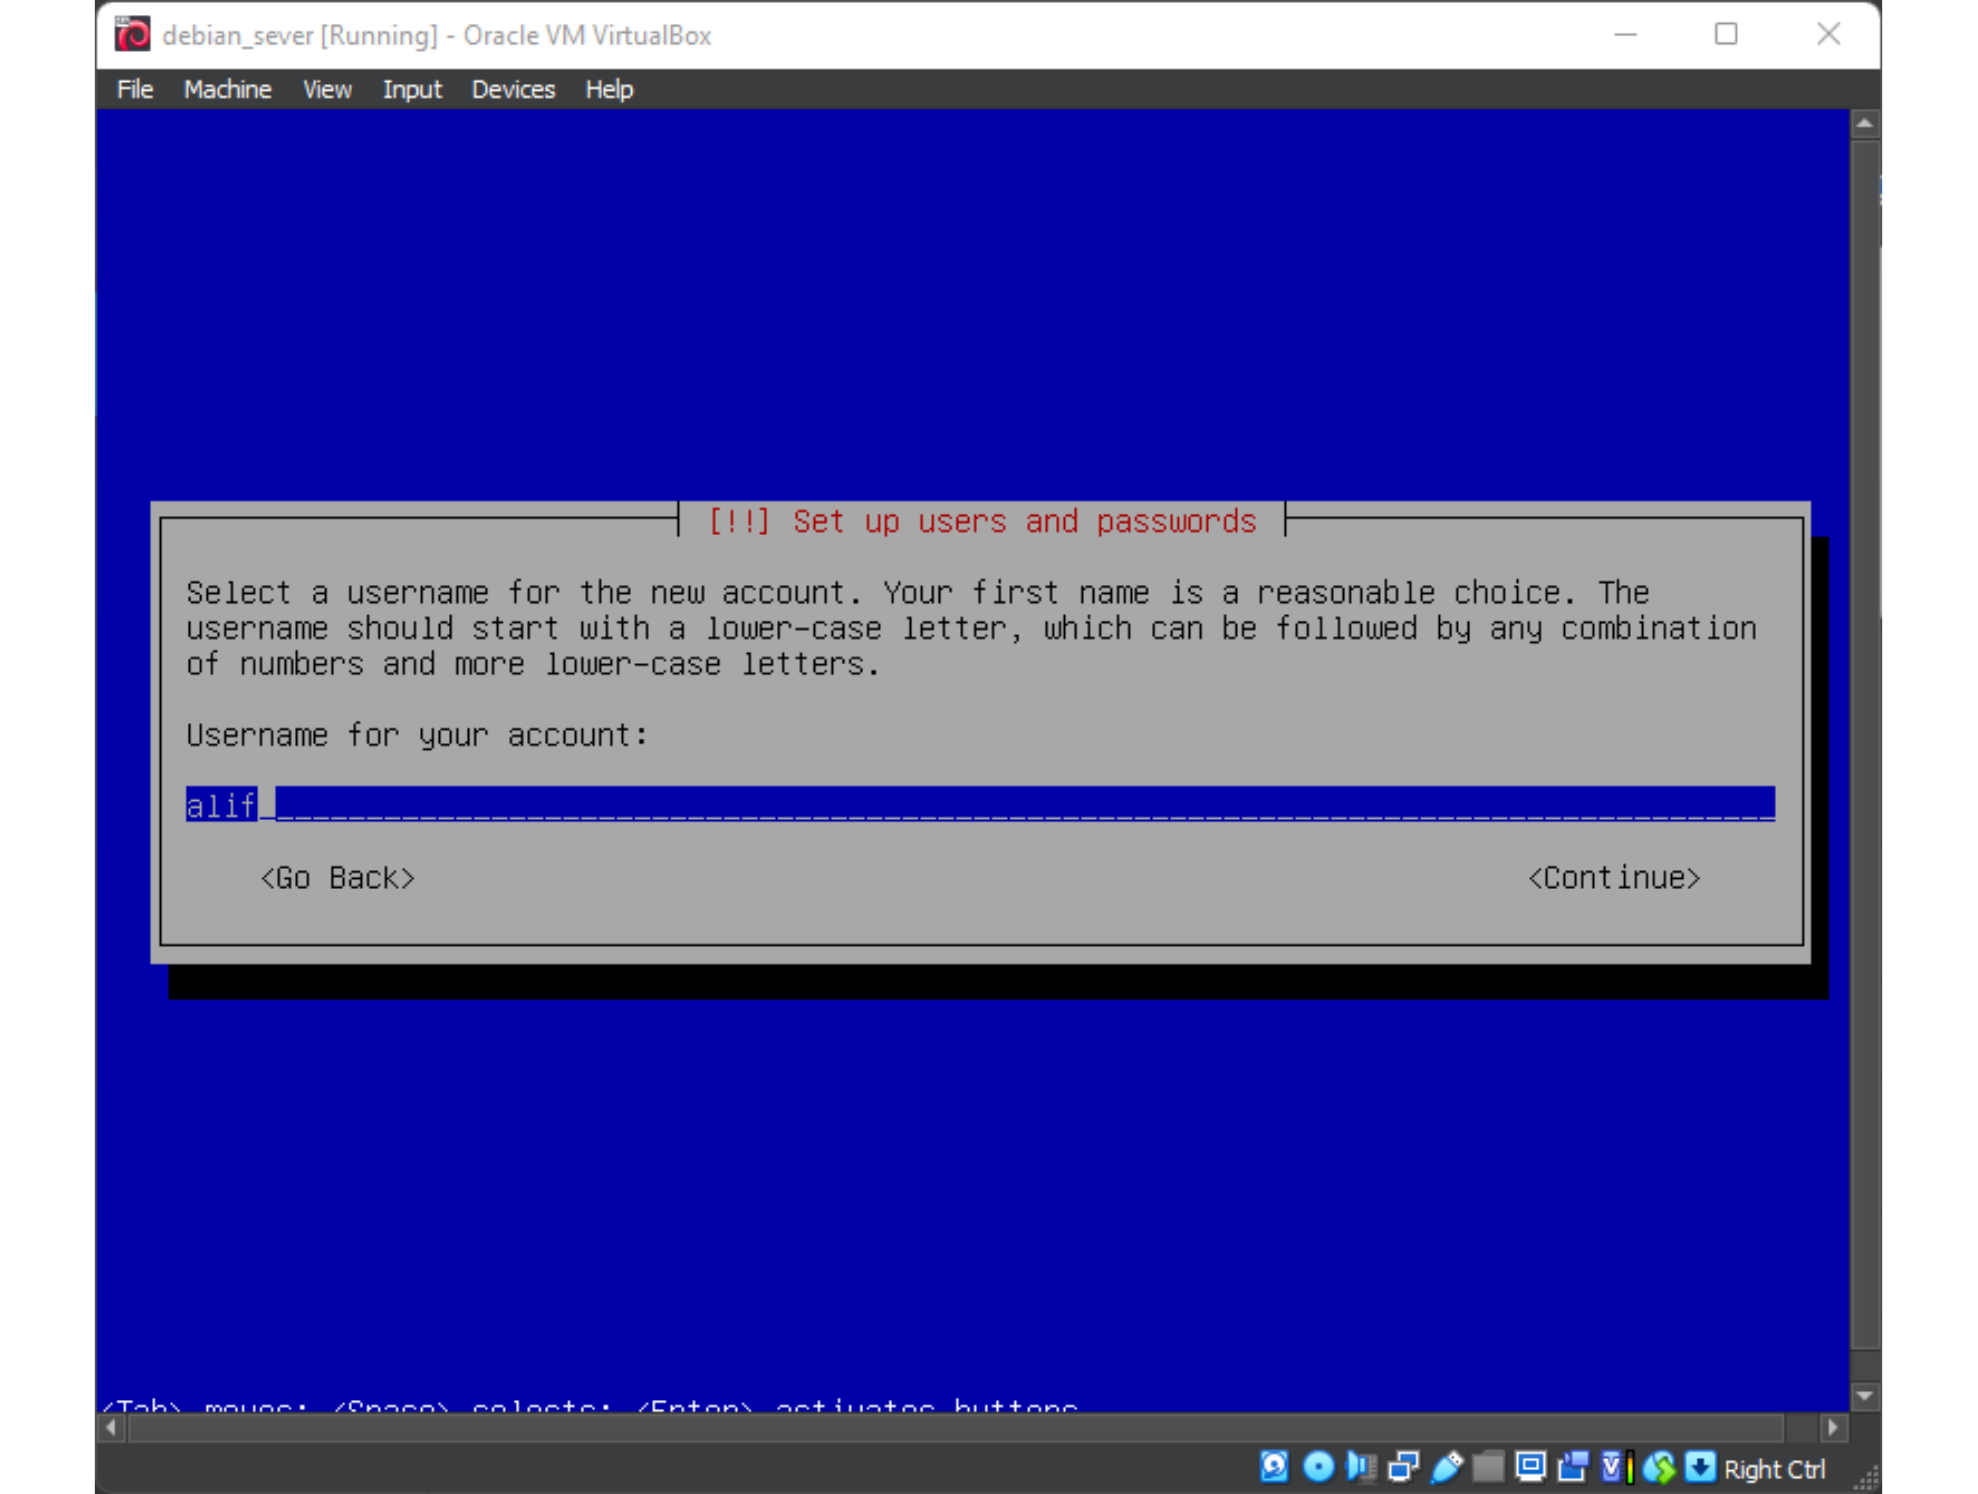 debian_sever [Running] - Oracle VM VirtualBox
File Machine View Input Devices Help
[!!] Set up users and passwords
Select a username for the new account. Your first name is a reasonable choice. The
username should start with a lower-case letter, which can be followed by any combination
of numbers and more lower-case letters.
Username for your account:
alif
<Go Back> <Continue>
<Tab> moves; <Space> selects; <Enter> activates buttons
Right Ctrl